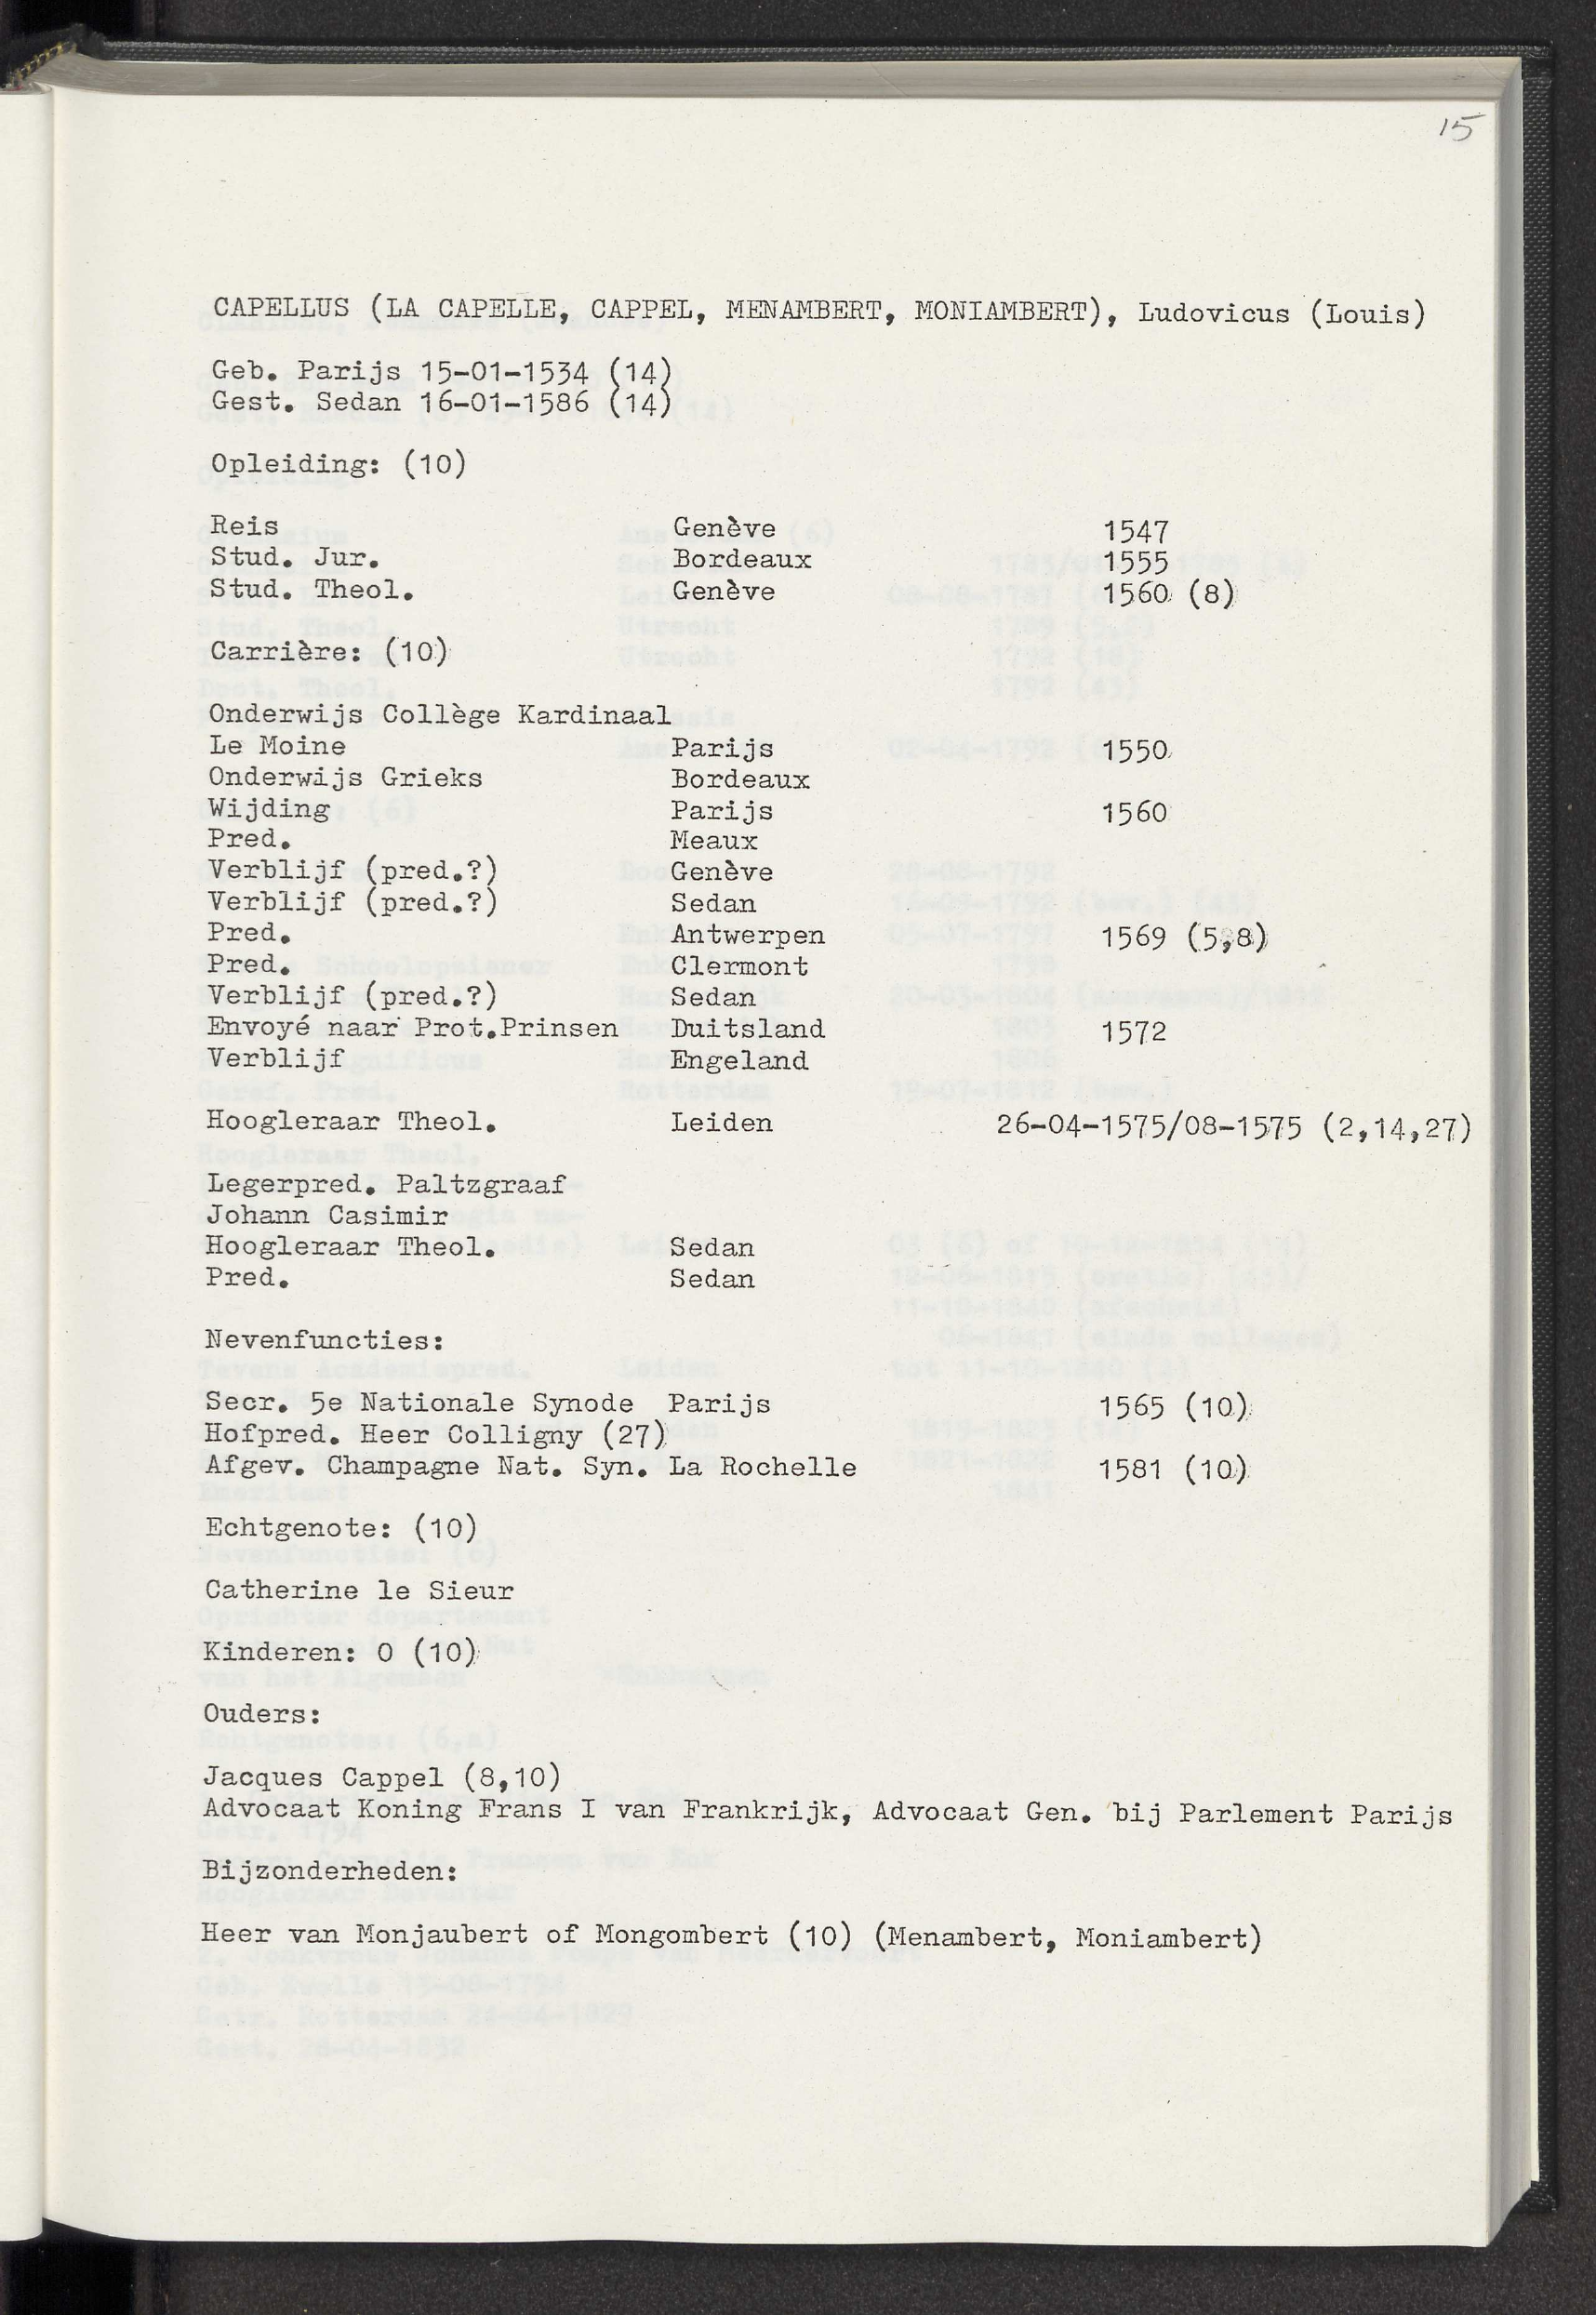 15
CAPELLUS (LA CAPELLE, CAPPEL, MENAMBERT, MONIAMBERT), Ludovicus (Louis)
Geb. Parijs 15-01-1534 (14)
Gest. Sedan 16-01-1586 (14)
Opleiding: (10)
Reis Genève 1547
Stud. Jur. Bordeaux 1555
Stud. Theol. Genève 1560 (8)
Carrière: (10)
Onderwijs Collège Kardinaal
Le Moine Parijs 1550
Onderwijs Grieks Bordeaux
Wijding Parijs 1560
Pred. Meaux
Verblijf (pred.?) Genève
Verblijf (pred.?) Sedan
Pred. Antwerpen 1569 (5,8)
Pred. Clermont
Verblijf (pred.?) Sedan
Envoyé naar Prot.Prinsen Duitsland 1572
Verblijf Engeland
Hoogleraar Theol. Leiden 26-04-1575/08-1575 (2,14,27)
Legerpred. Paltzgraaf
Johann Casimir
Hoogleraar Theol. Sedan
Pred. Sedan
Nevenfuncties:
Secr. 5e Nationale Synode Parijs 1565 (10)
Hofpred. Heer Colligny (27)
Afgev. Champagne Nat. Syn. La Rochelle 1581 (10)
Echtgenote: (10)
Catherine le Sieur
Kinderen: 0 (10)
Ouders:
Jacques Cappel (8,10)
Advocaat Koning Frans I van Frankrijk, Advocaat Gen. bij Parlement Parijs
Bijzonderheden:
Heer van Monjaubert of Mongombert (10) (Menambert, Moniambert)